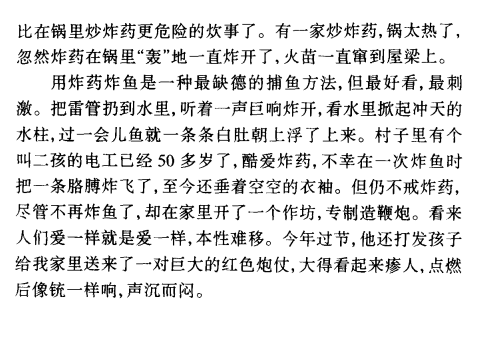 比在锅里炒炸药更危险的炊事了。有一家炒炸药,锅太热了,
忽然炸药在锅里“轰”地一直炸开了,火苗一直窜到屋梁上。
用炸药炸鱼是一种最缺德的捕鱼方法,但最好看,最刺
激。把雷管扔到水里,听着一声巨响炸开,看水里掀起冲天的
水柱,过一会儿鱼就一条条白肚朝上浮了上来。村子里有个
叫二孩的电工已经50多岁了,酷爱炸药,不幸在一次炸鱼时
把一条胳膊炸飞了,至今还垂着空空的衣袖。但仍不戒炸药,
尽管不再炸鱼了,却在家里开了一个作坊,专制造鞭炮。看来
人们爱一样就是爱一样,本性难移。今年过节,他还打发孩子
给我家里送来了一对巨大的红色炮仗,大得看起来瘆人,点燃
后像铳一样响,声沉而闷。